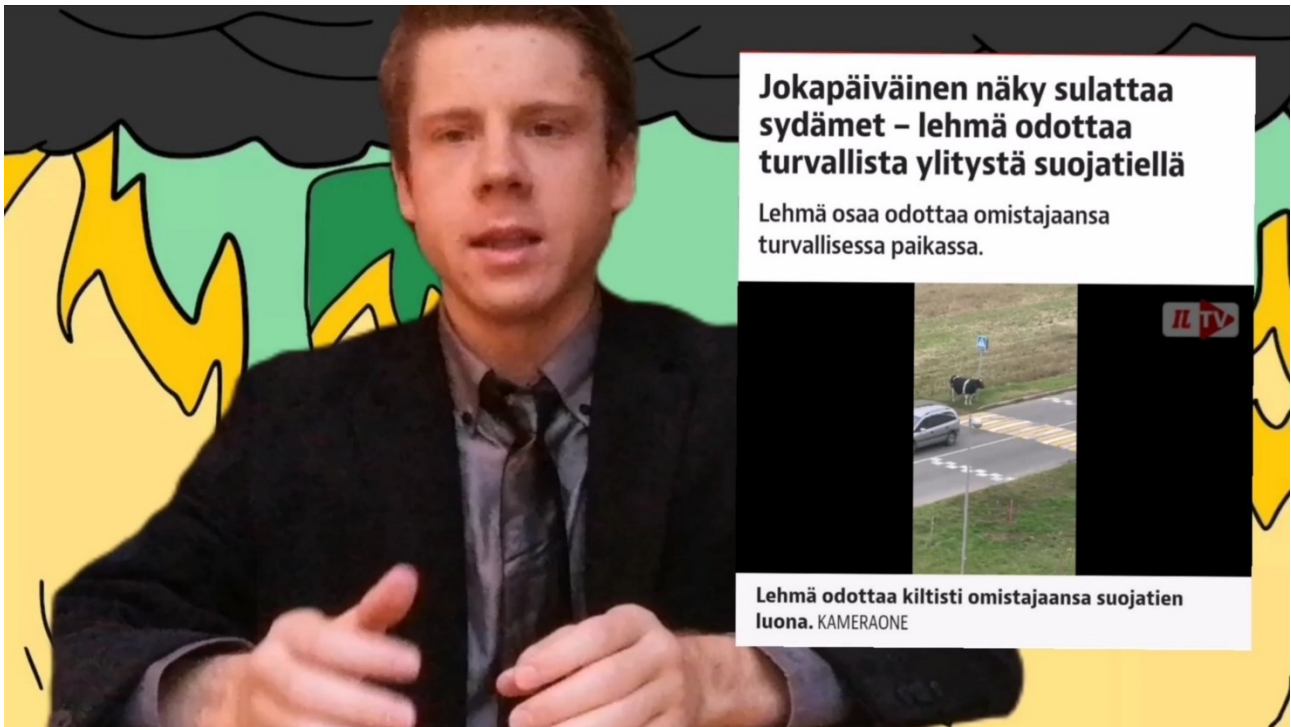 Jokapäiväinen näky sulattaa
sydämet – lehmä odottaa
turvallista ylitystä suojatiellä
Lehmä osaa odottaa omistajaansa
turvallisessa paikassa.
IL TV
Lehmä odottaa kiltisti omistajaansa suojatien
luona. KAMERAONE